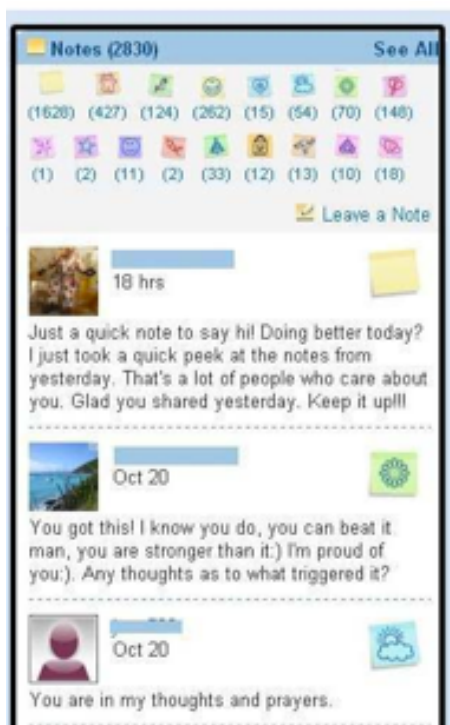 Notes (2830) See All
(1628) (427) (124) (262) (15) (54) (70) (148)
(1) (2) (11) (2) (33) (12) (13) (10) (18)
Leave a Note
18 hrs
Just a quick note to say hi! Doing better today?
I just took a quick peek at the notes from
yesterday. That's a lot of people who care about
you. Glad you shared yesterday. Keep it up!!!
Oct 20
You got this! I know you do, you can beat it
man, you are stronger than it:) I'm proud of
you:). Any thoughts as to what triggered it?
Oct 20
You are in my thoughts and prayers.